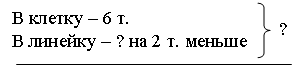 В клетку – 6 т.
В линейку – ? на 2 т. меньше
?